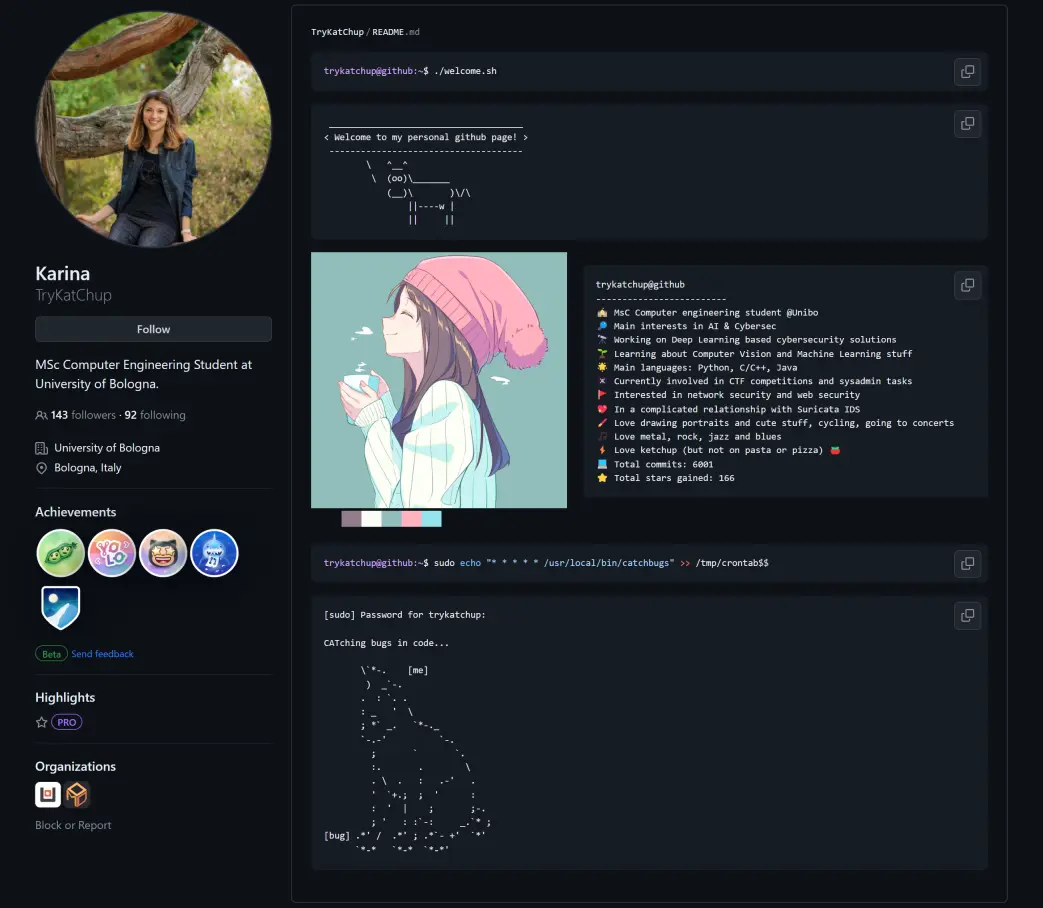 Karina
TryKatChup
Follow
MSc Computer Engineering Student at
University of Bologna.
143 followers · 92 following
University of Bologna
Bologna, Italy
Achievements
YOLO
Beta Send feedback
Highlights
PRO
Organizations
Block or Report
TryKatChup / README.md
trykatchup@github:~$ ./welcome.sh
< Welcome to my personal github page! >
\ ^__^
\ (oo)\_______
(__)\ )\/\
||----w |
|| ||
trykatchup@github
-------------------------
🏫 MsC Computer engineering student @Unibo
🔎 Main interests in AI & Cybersec
🔭 Working on Deep Learning based cybersecurity solutions
🌱 Learning about Computer Vision and Machine Learning stuff
🌟 Main languages: Python, C/C++, Java
Currently involved in CTF competitions and sysadmin tasks
🚩 Interested in network security and web security
💖 In a complicated relationship with Suricata IDS
🖌 Love drawing portraits and cute stuff, cycling, going to concerts
🎵 Love metal, rock, jazz and blues
⚡ Love ketchup (but not on pasta or pizza) 🍅
Total commits: 6001
⭐ Total stars gained: 166
trykatchup@github:~$ sudo echo "* * * * * /usr/local/bin/catchbugs" >> /tmp/crontab$$
[sudo] Password for trykatchup:
CATching bugs in code...
\`*-. [me]
) _`-.
. : `. .
: _ ' \
; *` _. `*-._
`-.-' `-.
; ` `.
:. . \
. \ . : .-' .
' `+.; ; ' :
: ' | ; ;-.
; ' : :`-: _.`* ;
[bug] .*' / .*' ; .*`- +' `*'
`*-* `*-* `*-*'